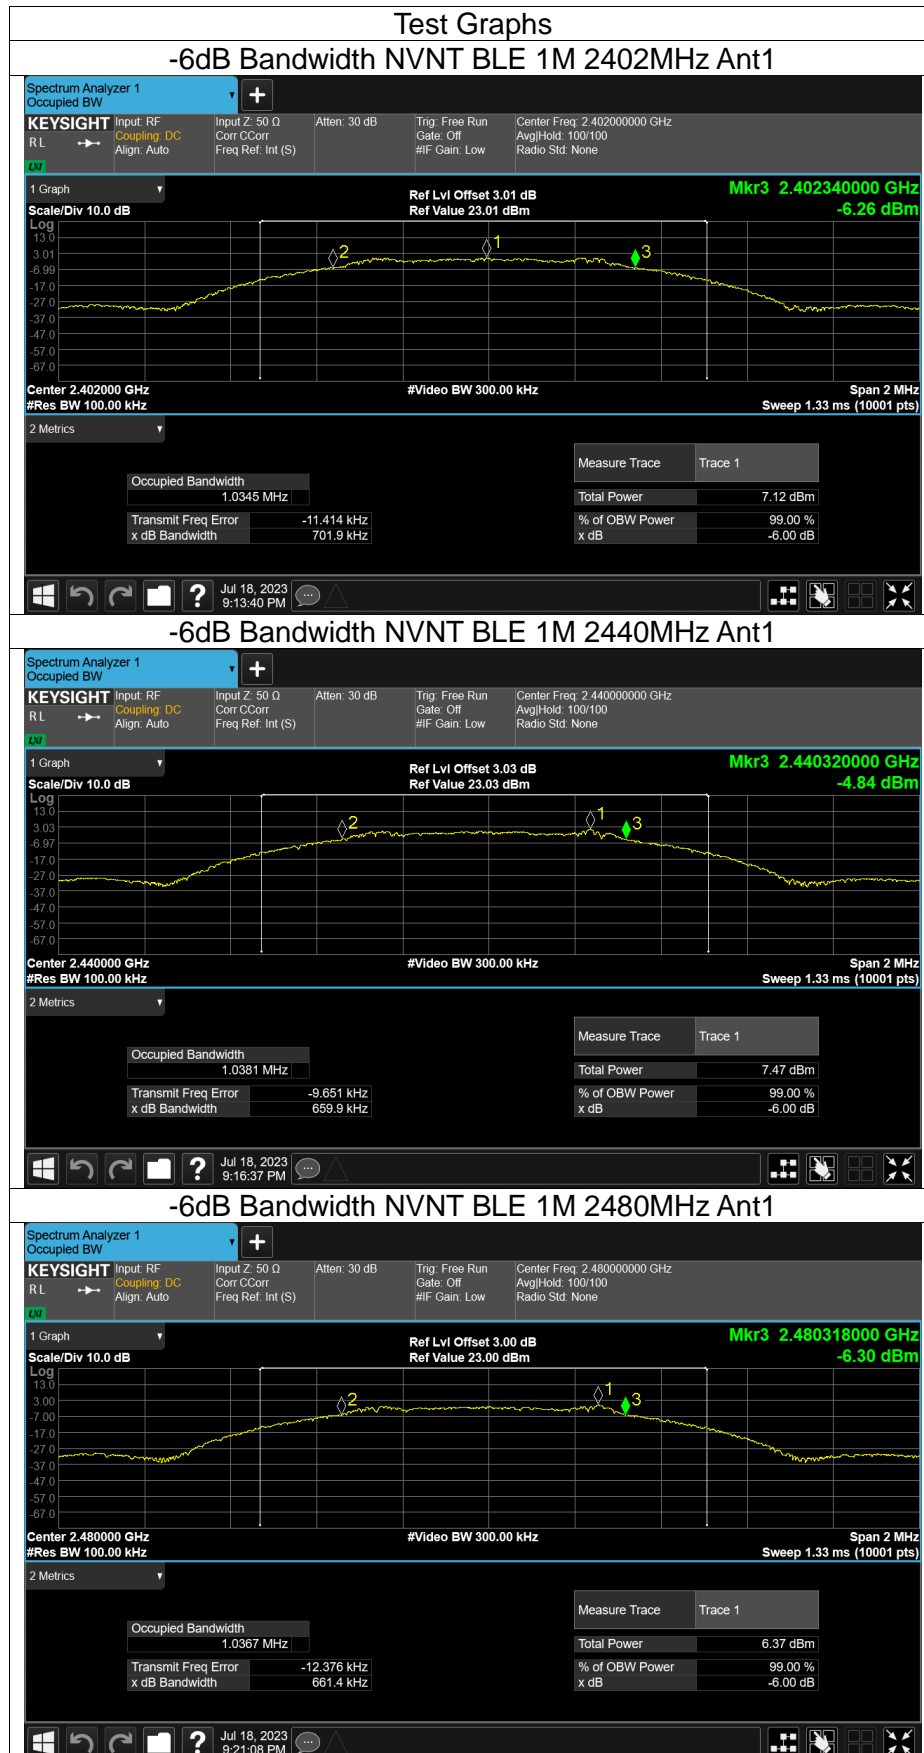 Test Graphs
-6dB Bandwidth NVNT BLE 1M 2402MHz Ant1
Spectrum Analyzer 1
Occupied BW
KEYSIGHT Input: RF Input Z: 50 Ω Atten: 30 dB Trig: Free Run Center Freq: 2.402000000 GHz
R L Coupling: DC Corr CCorr Gate: Off Avg|Hold: 100/100
Align: Auto Freq Ref: Int (S) #IF Gain: Low Radio Std: None
LXI
1 Graph Ref Lvl Offset 3.01 dB Mkr3 2.402340000 GHz
Scale/Div 10.0 dB Ref Value 23.01 dBm -6.26 dBm
Log
13.0
3.01
-6.99
-17.0
-27.0
-37.0
-47.0
-57.0
-67.0
2 1 3
Center 2.402000 GHz #Video BW 300.00 kHz Span 2 MHz
#Res BW 100.00 kHz Sweep 1.33 ms (10001 pts)
2 Metrics
Measure Trace Trace 1
Occupied Bandwidth
1.0345 MHz Total Power 7.12 dBm
Transmit Freq Error -11.414 kHz % of OBW Power 99.00 %
x dB Bandwidth 701.9 kHz x dB -6.00 dB
? Jul 18, 2023
9:13:40 PM
-6dB Bandwidth NVNT BLE 1M 2440MHz Ant1
Spectrum Analyzer 1
Occupied BW
KEYSIGHT Input: RF Input Z: 50 Ω Atten: 30 dB Trig: Free Run Center Freq: 2.440000000 GHz
R L Coupling: DC Corr CCorr Gate: Off Avg|Hold: 100/100
Align: Auto Freq Ref: Int (S) #IF Gain: Low Radio Std: None
LXI
1 Graph Ref Lvl Offset 3.03 dB Mkr3 2.440320000 GHz
Scale/Div 10.0 dB Ref Value 23.03 dBm -4.84 dBm
Log
13.0
3.03
-6.97
-17.0
-27.0
-37.0
-47.0
-57.0
-67.0
2 1 3
Center 2.440000 GHz #Video BW 300.00 kHz Span 2 MHz
#Res BW 100.00 kHz Sweep 1.33 ms (10001 pts)
2 Metrics
Measure Trace Trace 1
Occupied Bandwidth
1.0381 MHz Total Power 7.47 dBm
Transmit Freq Error -9.651 kHz % of OBW Power 99.00 %
x dB Bandwidth 659.9 kHz x dB -6.00 dB
? Jul 18, 2023
9:16:37 PM
-6dB Bandwidth NVNT BLE 1M 2480MHz Ant1
Spectrum Analyzer 1
Occupied BW
KEYSIGHT Input: RF Input Z: 50 Ω Atten: 30 dB Trig: Free Run Center Freq: 2.480000000 GHz
R L Coupling: DC Corr CCorr Gate: Off Avg|Hold: 100/100
Align: Auto Freq Ref: Int (S) #IF Gain: Low Radio Std: None
LXI
1 Graph Ref Lvl Offset 3.00 dB Mkr3 2.480318000 GHz
Scale/Div 10.0 dB Ref Value 23.00 dBm -6.30 dBm
Log
13.0
3.00
-7.00
-17.0
-27.0
-37.0
-47.0
-57.0
-67.0
2 1 3
Center 2.480000 GHz #Video BW 300.00 kHz Span 2 MHz
#Res BW 100.00 kHz Sweep 1.33 ms (10001 pts)
2 Metrics
Measure Trace Trace 1
Occupied Bandwidth
1.0367 MHz Total Power 6.37 dBm
Transmit Freq Error -12.376 kHz % of OBW Power 99.00 %
x dB Bandwidth 661.4 kHz x dB -6.00 dB
? Jul 18, 2023
9:21:08 PM